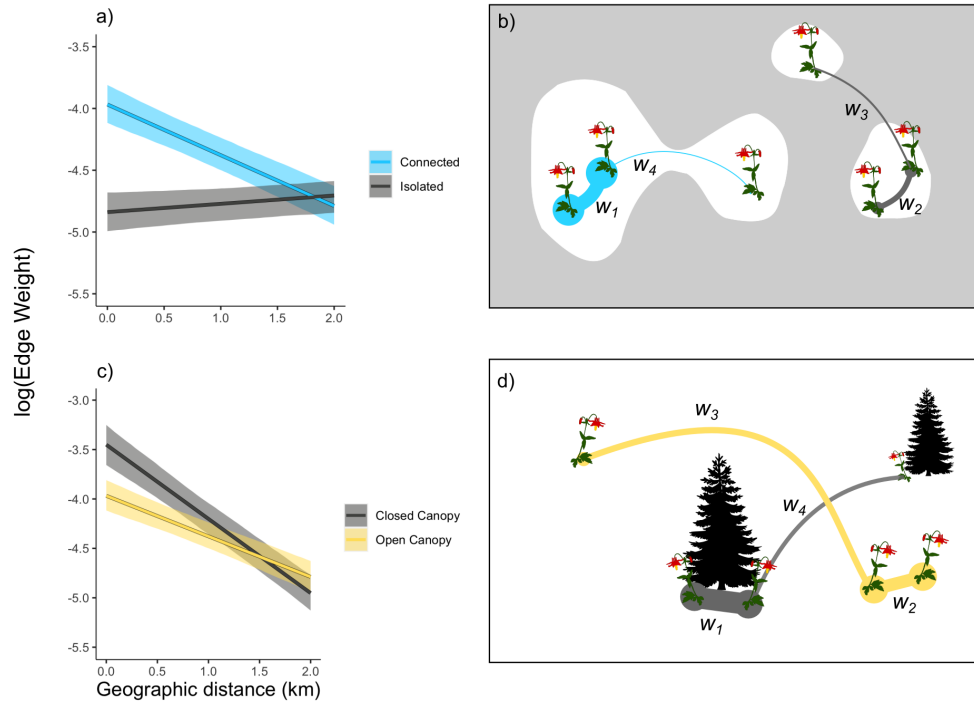 a)
log(Edge Weight)
-3.5
-4.0
-4.5
-5.0
-5.5
0.0 0.5 1.0 1.5 2.0
Connected
Isolated
b)
w1
w4
w3
w2
c)
-3.0
-3.5
-4.0
-4.5
-5.0
-5.5
0.0 0.5 1.0 1.5 2.0
Geographic distance (km)
Closed Canopy
Open Canopy
d)
w3
w4
w1
w2